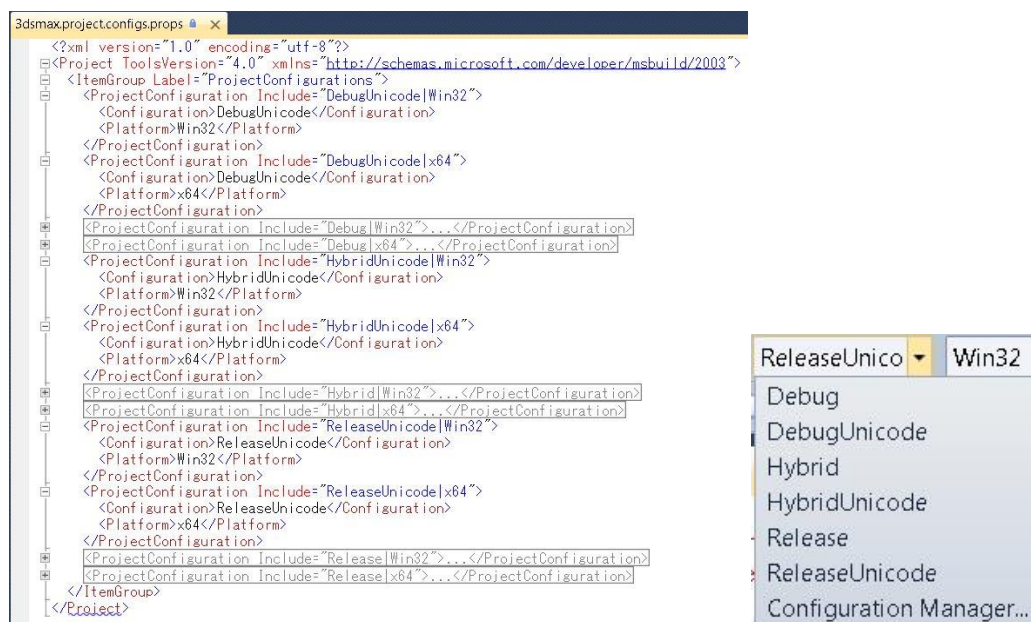 3dsmax.project.configs.props
<?xml version="1.0" encoding="utf-8"?>
<Project ToolsVersion="4.0" xmlns="http://schemas.microsoft.com/developer/msbuild/2003">
<ItemGroup Label="ProjectConfigurations">
<ProjectConfiguration Include="DebugUnicode|Win32">
<Configuration>DebugUnicode</Configuration>
<Platform>Win32</Platform>
</ProjectConfiguration>
<ProjectConfiguration Include="DebugUnicode|x64">
<Configuration>DebugUnicode</Configuration>
<Platform>x64</Platform>
</ProjectConfiguration>
<ProjectConfiguration Include="Debug|Win32">...</ProjectConfiguration>
<ProjectConfiguration Include="Debug|x64">...</ProjectConfiguration>
<ProjectConfiguration Include="HybridUnicode|Win32">
<Configuration>HybridUnicode</Configuration>
<Platform>Win32</Platform>
</ProjectConfiguration>
<ProjectConfiguration Include="HybridUnicode|x64">
<Configuration>HybridUnicode</Configuration>
<Platform>x64</Platform>
</ProjectConfiguration>
<ProjectConfiguration Include="Hybrid|Win32">...</ProjectConfiguration>
<ProjectConfiguration Include="Hybrid|x64">...</ProjectConfiguration>
<ProjectConfiguration Include="ReleaseUnicode|Win32">
<Configuration>ReleaseUnicode</Configuration>
<Platform>Win32</Platform>
</ProjectConfiguration>
<ProjectConfiguration Include="ReleaseUnicode|x64">
<Configuration>ReleaseUnicode</Configuration>
<Platform>x64</Platform>
</ProjectConfiguration>
<ProjectConfiguration Include="Release|Win32">...</ProjectConfiguration>
<ProjectConfiguration Include="Release|x64">...</ProjectConfiguration>
</ItemGroup>
</Project>
ReleaseUnico Win32
Debug
DebugUnicode
Hybrid
HybridUnicode
Release
ReleaseUnicode
Configuration Manager...